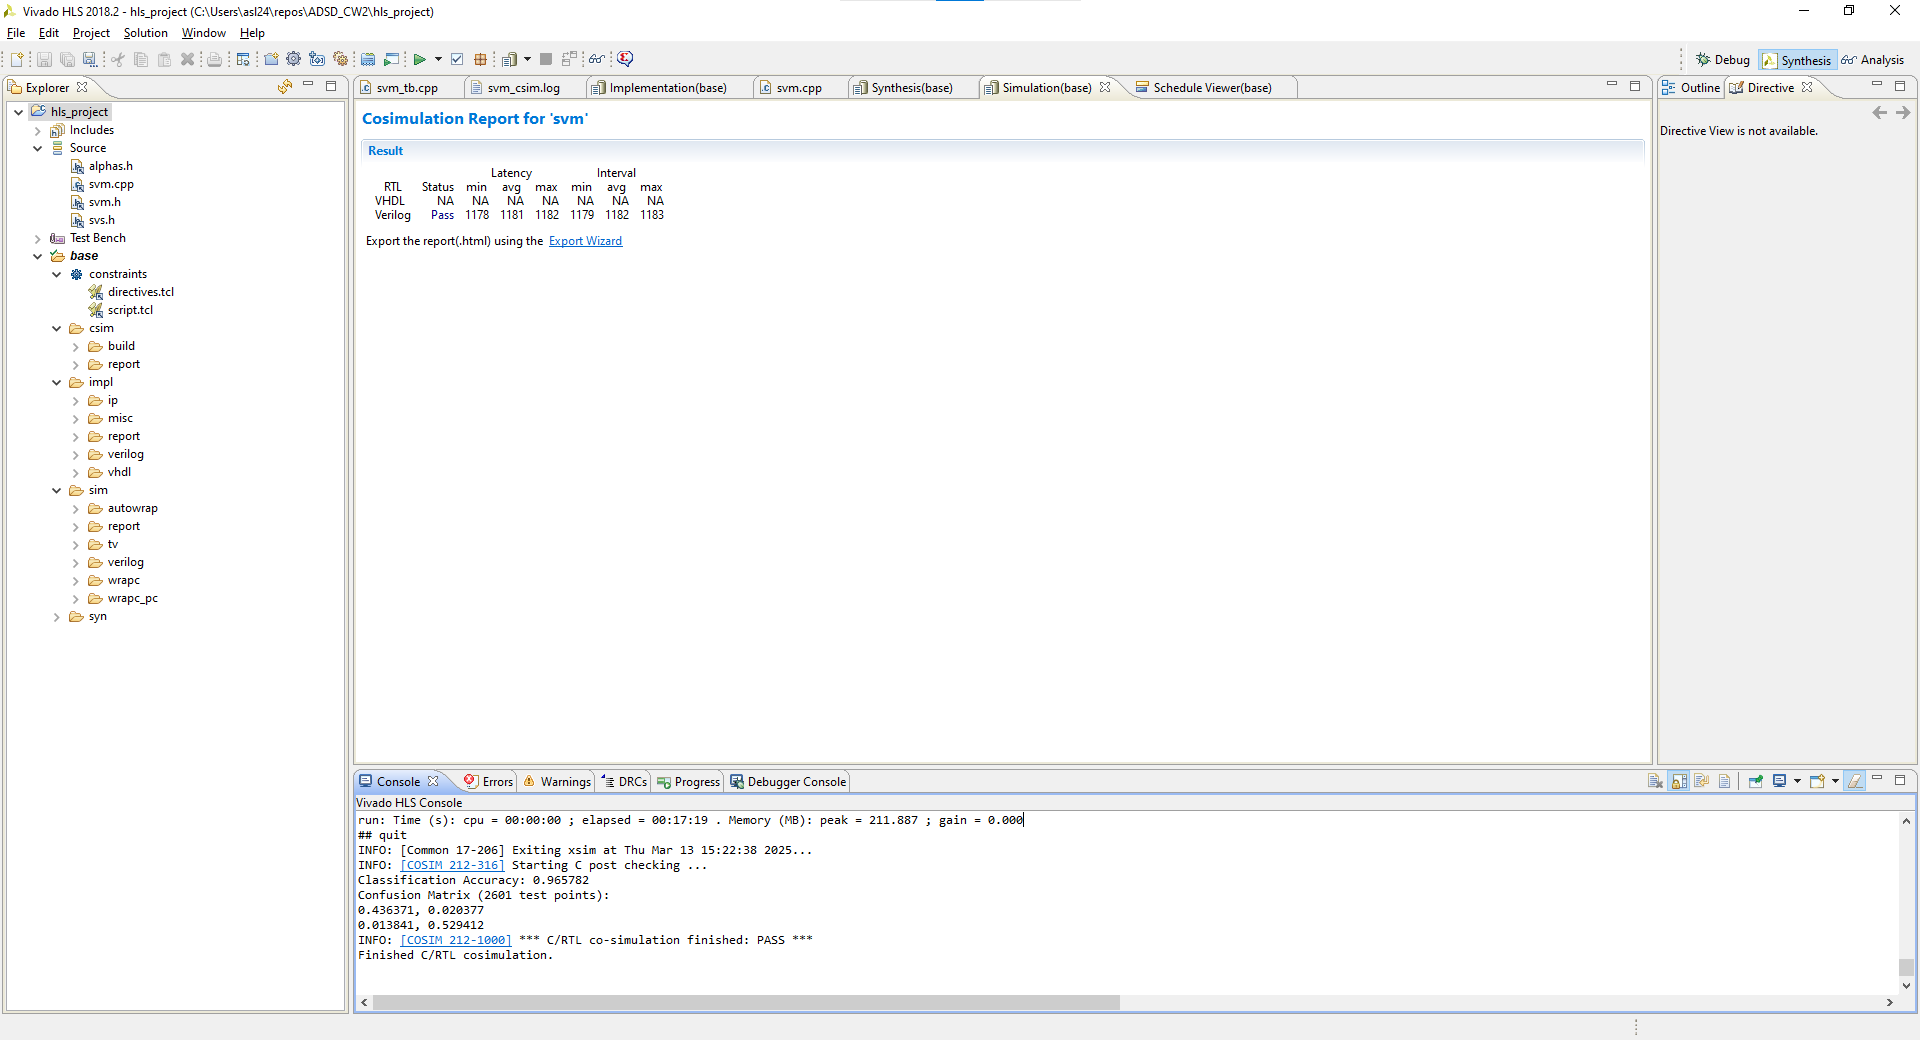 Vivado HLS 2018.2 - hls_project (C:\Users\asl24\repos\ADSD_CW2\hls_project)
File Edit Project Solution Window Help
Debug Synthesis Analysis
Explorer
hls_project
Includes
Source
alphas.h
svm.cpp
svm.h
svs.h
Test Bench
base
constraints
directives.tcl
script.tcl
csim
build
report
impl
ip
misc
report
verilog
vhdl
sim
autowrap
report
tv
verilog
wrapc
wrapc_pc
syn
svm_tb.cpp svm_csim.log Implementation(base) svm.cpp Synthesis(base) Simulation(base) Schedule Viewer(base)
Cosimulation Report for 'svm'
Result
Latency Interval
RTL Status min avg max min avg max
VHDL NA NA NA NA NA NA NA
Verilog Pass 1178 1181 1182 1179 1182 1183
Export the report(.html) using the Export Wizard
Outline Directive
Directive View is not available.
Console Errors Warnings DRCs Progress Debugger Console
Vivado HLS Console
run: Time (s): cpu = 00:00:00 ; elapsed = 00:17:19 . Memory (MB): peak = 211.887 ; gain = 0.000
## quit
INFO: [Common 17-206] Exiting xsim at Thu Mar 13 15:22:38 2025...
INFO: [COSIM 212-316] Starting C post checking ...
Classification Accuracy: 0.965782
Confusion Matrix (2601 test points):
0.436371, 0.020377
0.013841, 0.529412
INFO: [COSIM 212-1000] *** C/RTL co-simulation finished: PASS ***
Finished C/RTL cosimulation.